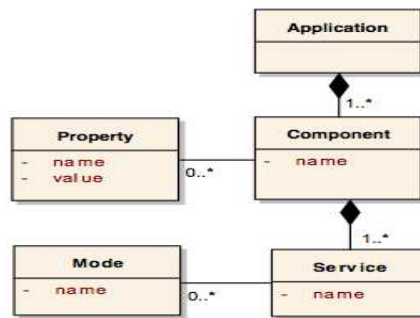 Application
1..*
Property
- name
- value
0..*
Component
- name
1..*
Mode
- name
0..*
Service
- name